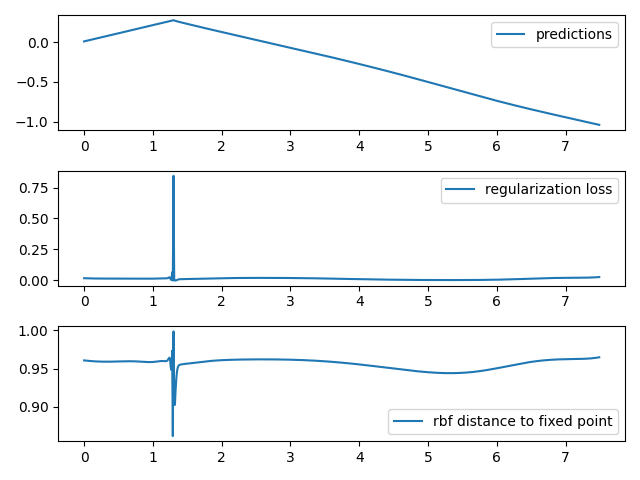 predictions
0.0
−0.5
−1.0
0 1 2 3 4 5 6 7
regularization loss
0.75
0.50
0.25
0.00
0 1 2 3 4 5 6 7
1.00
0.95
0.90
rbf distance to fixed point
0 1 2 3 4 5 6 7